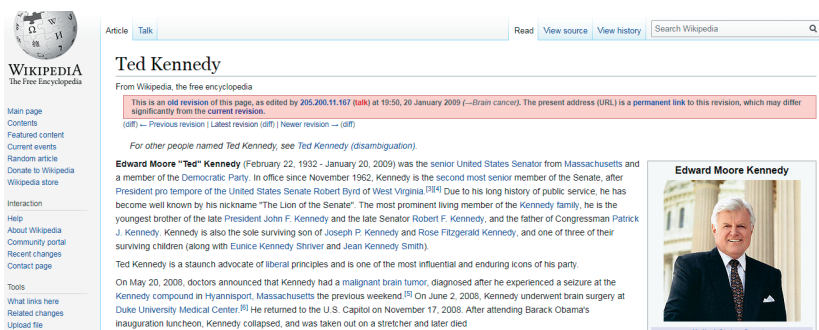 Article Talk Read View source View history Search Wikipedia
WIKIPEDIA
The Free Encyclopedia
Main page
Contents
Featured content
Current events
Random article
Donate to Wikipedia
Wikipedia store
Interaction
Help
About Wikipedia
Community portal
Recent changes
Contact page
Tools
What links here
Related changes
Upload file
Ted Kennedy
From Wikipedia, the free encyclopedia
This is an old revision of this page, as edited by 205.200.11.167 (talk) at 19:50, 20 January 2009 (→Brain cancer). The present address (URL) is a permanent link to this revision, which may differ
significantly from the current revision.
(diff) ← Previous revision | Latest revision (diff) | Newer revision → (diff)
For other people named Ted Kennedy, see Ted Kennedy (disambiguation).
Edward Moore "Ted" Kennedy (February 22, 1932 - January 20, 2009) was the senior United States Senator from Massachusetts and
a member of the Democratic Party. In office since November 1962, Kennedy is the second most senior member of the Senate, after
President pro tempore of the United States Senate Robert Byrd of West Virginia.[3][4] Due to his long history of public service, he has
become well known by his nickname "The Lion of the Senate". The most prominent living member of the Kennedy family, he is the
youngest brother of the late President John F. Kennedy and the late Senator Robert F. Kennedy, and the father of Congressman Patrick
J. Kennedy. Kennedy is also the sole surviving son of Joseph P. Kennedy and Rose Fitzgerald Kennedy, and one of three of their
surviving children (along with Eunice Kennedy Shriver and Jean Kennedy Smith).
Ted Kennedy is a staunch advocate of liberal principles and is one of the most influential and enduring icons of his party.
On May 20, 2008, doctors announced that Kennedy had a malignant brain tumor, diagnosed after he experienced a seizure at the
Kennedy compound in Hyannisport, Massachusetts the previous weekend.[5] On June 2, 2008, Kennedy underwent brain surgery at
Duke University Medical Center.[6] He returned to the U.S. Capitol on November 17, 2008. After attending Barack Obama's
inauguration luncheon, Kennedy collapsed, and was taken out on a stretcher and later died
Edward Moore Kennedy